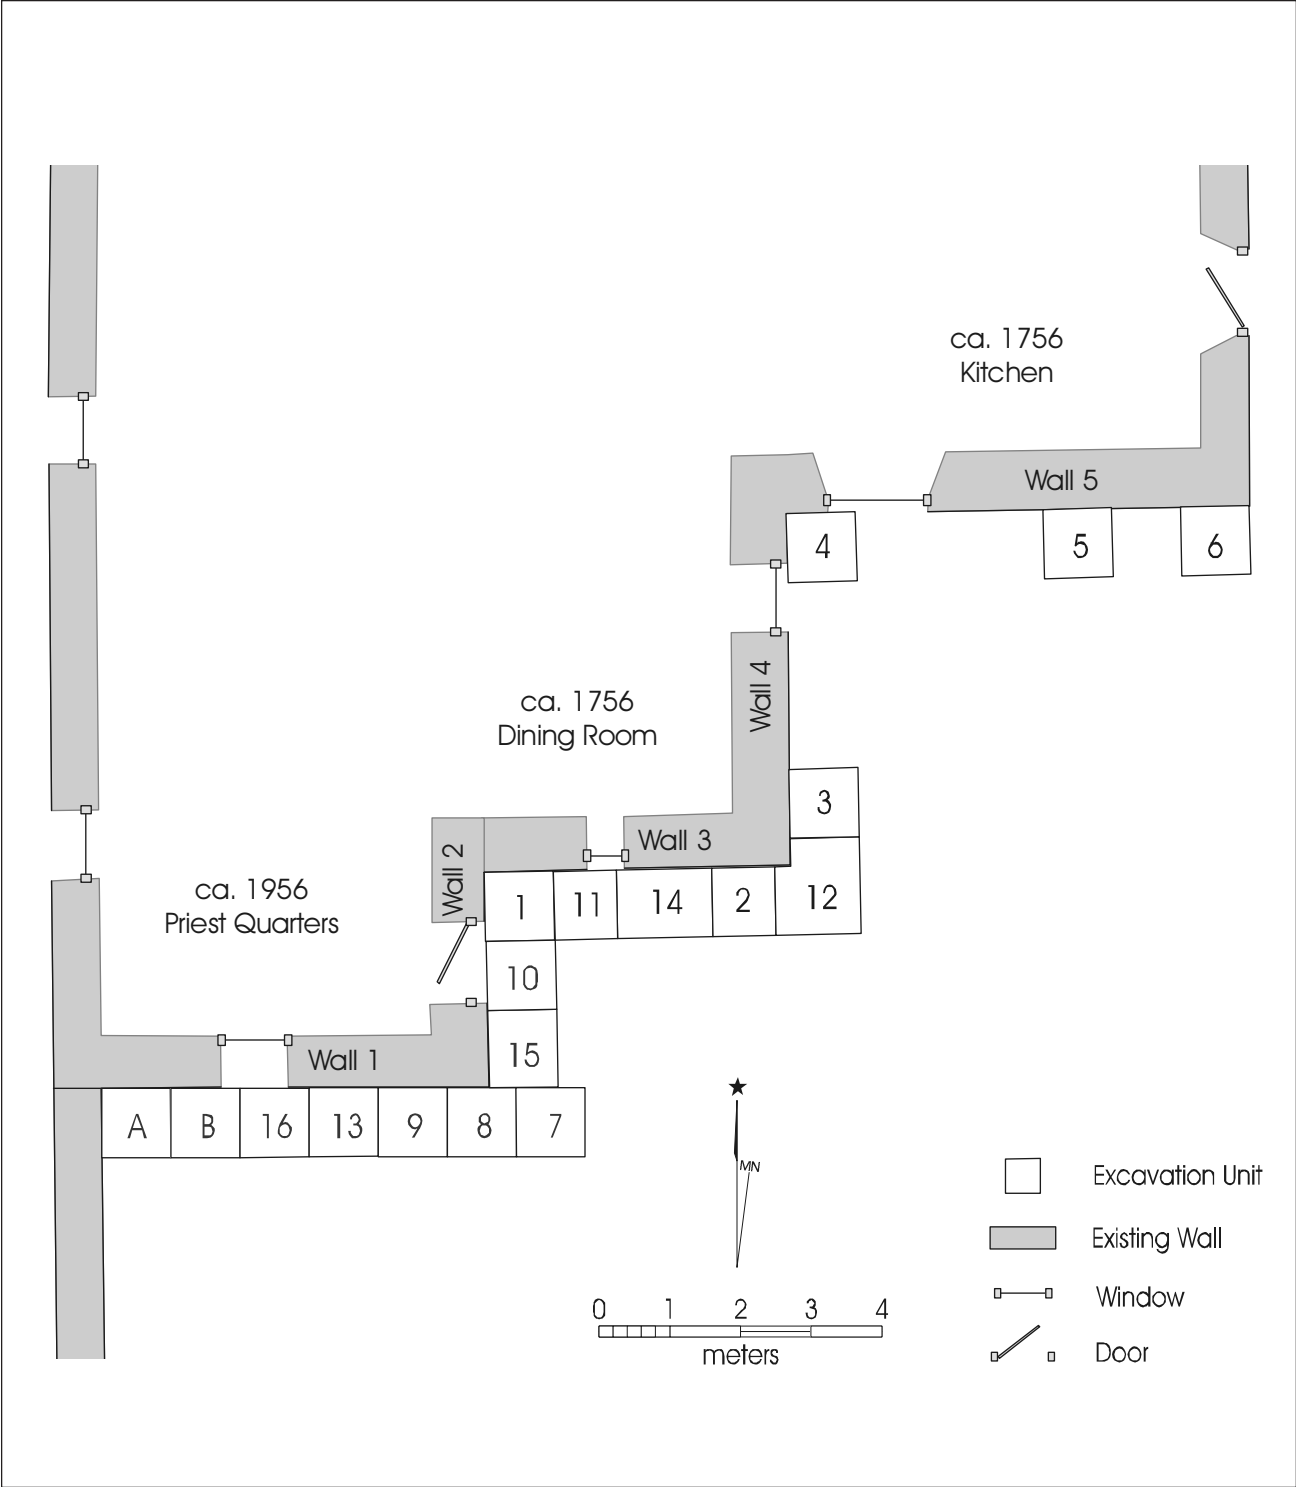 ca. 1756
Kitchen
Wall 5
4
5
6
Wall 4
ca. 1756
Dining Room
3
Wall 3
Wall 2
ca. 1956
Priest Quarters
1
11
14
2
12
10
15
Wall 1
A
B
16
13
9
8
7
MN
Excavation Unit
Existing Wall
Window
Door
0 1 2 3 4
meters